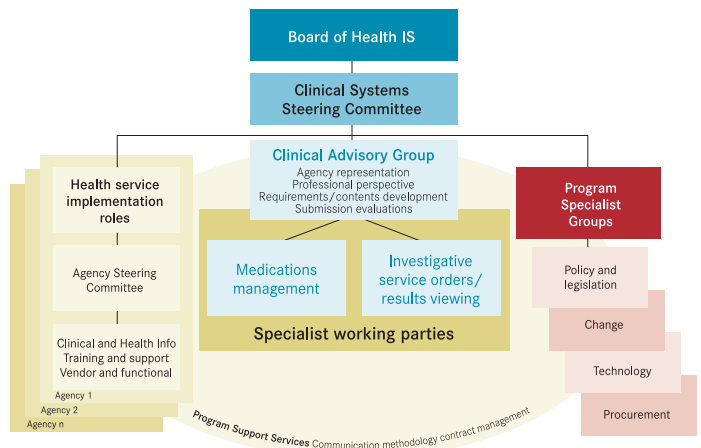 Board of Health IS
Clinical Systems
Steering Committee
Health service
implementation
roles
Agency Steering
Committee
Clinical and Health Info
Training and support
Vendor and functional
Agency 1
Agency 2
Agency n
Clinical Advisory Group
Agency representation
Professional perspective
Requirements/contents development
Submission evaluations
Medications
management
Investigative
service orders/
results viewing
Specialist working parties
Program
Specialist
Groups
Policy and
legislation
Change
Technology
Procurement
Program Support Services Communication methodology contract management